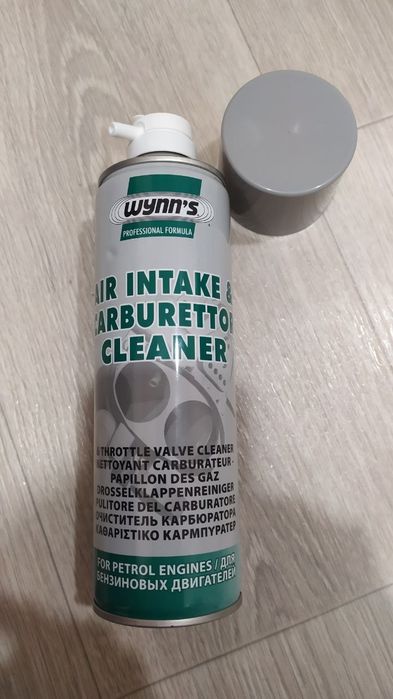 wynn's
PROFESSIONAL FORMULA
AIR INTAKE &
CARBURETTOR
CLEANER
& THROTTLE VALVE CLEANER
NETTOYANT CARBURATEUR -
PAPILLON DES GAZ
DROSSELKLAPPENREINIGER
PULITORE DEL CARBURATORE
ОЧИСТИТЕЛЬ КАРБЮРАТОРА
ΚΑΘΑΡΙΣΤΙΚΟ ΚΑΡΜΠΥΡΑΤΕΡ
FOR PETROL ENGINES / ДЛЯ
БЕНЗИНОВЫХ ДВИГАТЕЛЕЙ